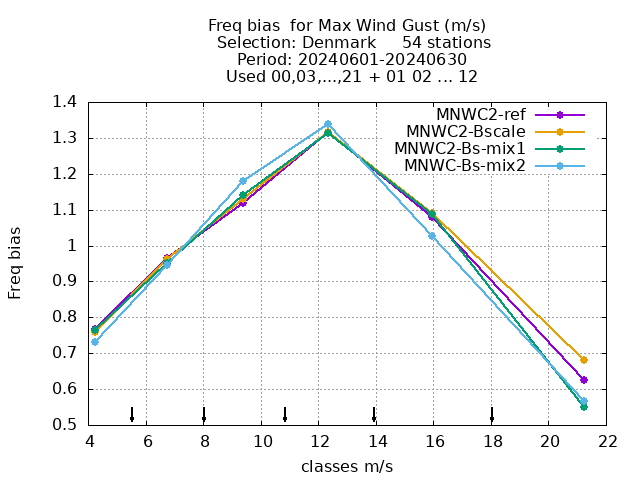 Freq bias  for Max Wind Gust (m/s)
Selection: Denmark     54 stations
Period: 20240601-20240630
Used 00,03,...,21 + 01 02 ... 12
MNWC2-ref
MNWC2-Bscale
MNWC2-Bs-mix1
MNWC-Bs-mix2
Freq bias
1.4
1.3
1.2
1.1
1
0.9
0.8
0.7
0.6
0.5
4 6 8 10 12 14 16 18 20 22
classes m/s